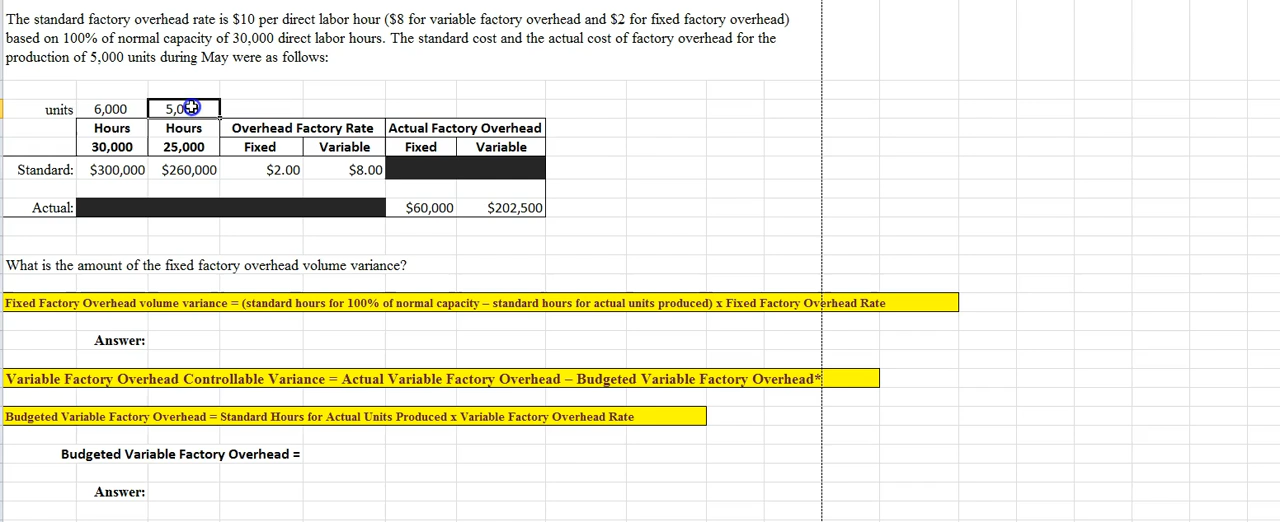 The standard factory overhead rate is $10 per direct labor hour ($8 for variable factory overhead and $2 for fixed factory overhead)
based on 100% of normal capacity of 30,000 direct labor hours. The standard cost and the actual cost of factory overhead for the
production of 5,000 units during May were as follows:
units 6,000
Hours Hours Overhead Factory Rate Actual Factory Overhead
30,000 25,000 Fixed Variable Fixed Variable
Standard: $300,000 $260,000 $2.00 $8.00
Actual: $60,000 $202,500
What is the amount of the fixed factory overhead volume variance?
Fixed Factory Overhead volume variance = (standard hours for 100% of normal capacity – standard hours for actual units produced) x Fixed Factory Overhead Rate
Answer:
Variable Factory Overhead Controllable Variance = Actual Variable Factory Overhead – Budgeted Variable Factory Overhead*
Budgeted Variable Factory Overhead = Standard Hours for Actual Units Produced x Variable Factory Overhead Rate
Budgeted Variable Factory Overhead =
Answer: